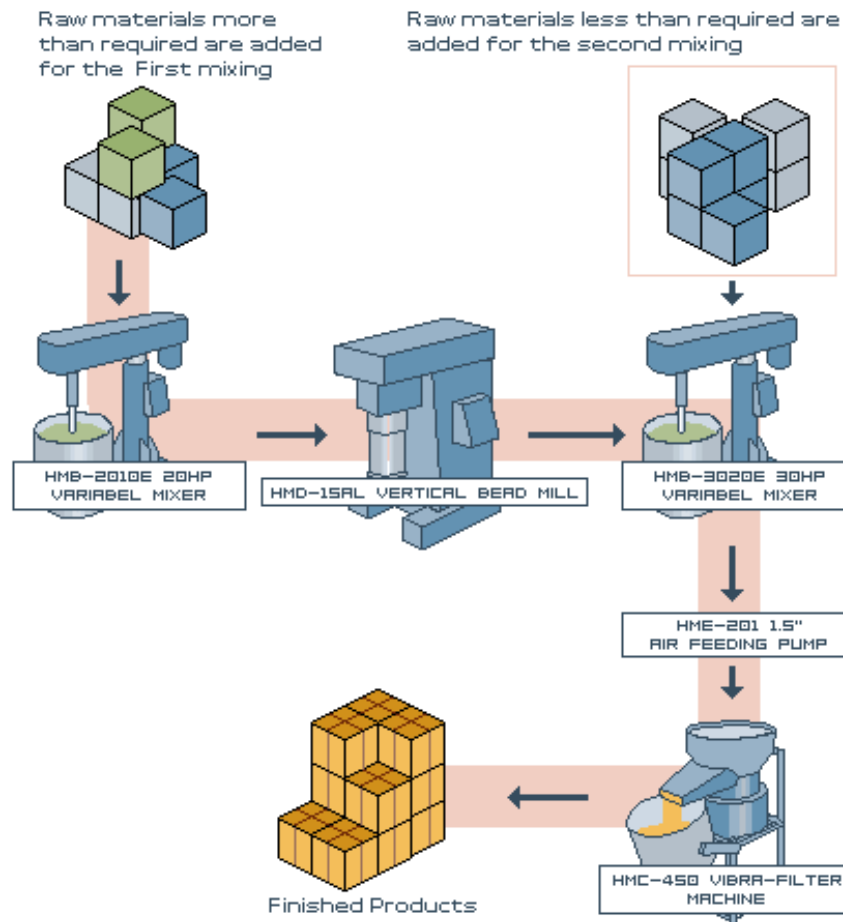 Raw materials more
than required are added
for the First mixing
Raw materials less than required are
added for the second mixing
HMB-2010E 20HP
VARIABEL MIXER
HMD-15AL VERTICAL BEAD MILL
HMB-3020E 30HP
VARIABEL MIXER
HME-201 1.5"
AIR FEEDING PUMP
HMC-450 VIBRA-FILTER
MACHINE
Finished Products